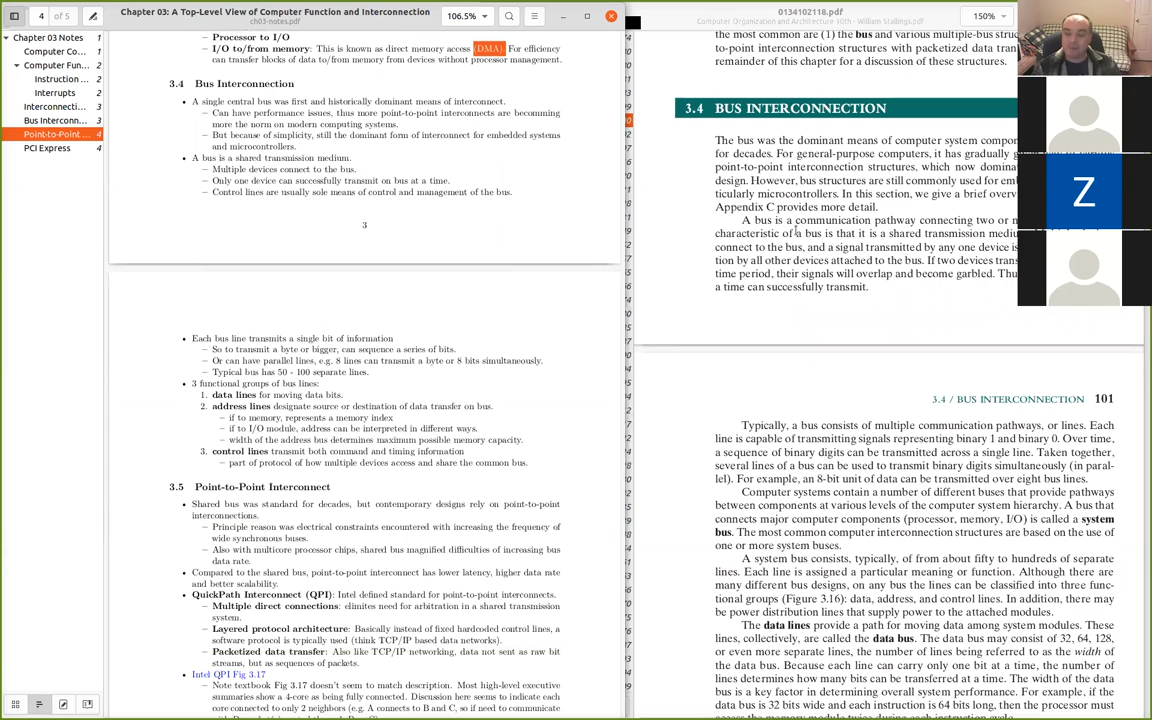 4 of 5
Chapter 03: A Top-Level View of Computer Function and Interconnection
ch03-notes.pdf
106.5%
Chapter 03 Notes 1
Computer Co...
Computer Fun... 2
Instruction ... 2
Interrupts 2
Interconnecti... 3
Bus Interconn... 3
Point-to-Point ... 4
PCI Express 4
– Processor to I/O
– I/O to/from memory: This is known as direct memory access (DMA). For efficiency
can transfer blocks of data to/from memory from devices without processor management.
3.4 Bus Interconnection
• A single central bus was first and historically dominant means of interconnect.
– Can have performance issues, thus more point-to-point interconnects are becomming
more the norm on modern computing systems.
– But because of simplicity, still the dominant form of interconnect for embedded systems
and microcontrollers.
• A bus is a shared transmission medium.
– Multiple devices connect to the bus.
– Only one device can successfully transmit on bus at a time.
– Control lines are usually sole means of control and management of the bus.
3
• Each bus line transmits a single bit of information
– So to transmit a byte or bigger, can sequence a series of bits.
– Or can have parallel lines, e.g. 8 lines can transmit a byte or 8 bits simultaneously.
– Typical bus has 50 - 100 separate lines.
• 3 functional groups of bus lines:
1. data lines for moving data bits.
2. address lines designate source or destination of data transfer on bus.
– if to memory, represents a memory index
– if to I/O module, address can be interpreted in different ways.
– width of the address bus determines maximum possible memory capacity.
3. control lines transmit both command and timing information
– part of protocol of how multiple devices access and share the common bus.
3.5 Point-to-Point Interconnect
• Shared bus was standard for decades, but contemporary designs rely on point-to-point
interconnections.
– Principle reason was electrical constraints encountered with increasing the frequency of
wide synchronous buses.
– Also with multicore processor chips, shared bus magnified difficulties of increasing bus
data rate.
• Compared to the shared bus, point-to-point interconnect has lower latency, higher data rate
and better scalability.
• QuickPath Interconnect (QPI): Intel defined standard for point-to-point interconnects.
– Multiple direct connections: elimites need for arbitration in a shared transmission
system.
– Layered protocol architecture: Basically instead of fixed hardcoded control lines, a
software protocol is typically used (think TCP/IP based data networks).
– Packetized data transfer: Also like TCP/IP networking, data not sent as raw bit
streams, but as sequences of packets.
• Intel QPI Fig 3.17
– Note textbook Fig 3.17 doesn't seem to match description. Most high-level executive
summaries show a 4-core as being fully connected. Discussion here seems to indicate each
core connected to only 2 neighbors (e.g. A connects to B and C, so if need to communicate
0134102118.pdf
Computer Organization and Architecture 10th - William Stallings
150%
the most common are (1) the bus and various multiple-bus struc
to-point interconnection structures with packetized data tran
remainder of this chapter for a discussion of these structures.
3.4 BUS INTERCONNECTION
The bus was the dominant means of computer system compon
for decades. For general-purpose computers, it has gradually g
point-to-point interconnection structures, which now dominat
design. However, bus structures are still commonly used for emb
ticularly microcontrollers. In this section, we give a brief overv
Appendix C provides more detail.
A bus is a communication pathway connecting two or m
characteristic of a bus is that it is a shared transmission mediu
connect to the bus, and a signal transmitted by any one device is
tion by all other devices attached to the bus. If two devices trans
time period, their signals will overlap and become garbled. Thu
a time can successfully transmit.
Z
3.4 / BUS INTERCONNECTION 101
Typically, a bus consists of multiple communication pathways, or lines. Each
line is capable of transmitting signals representing binary 1 and binary 0. Over time,
a sequence of binary digits can be transmitted across a single line. Taken together,
several lines of a bus can be used to transmit binary digits simultaneously (in paral-
lel). For example, an 8-bit unit of data can be transmitted over eight bus lines.
Computer systems contain a number of different buses that provide pathways
between components at various levels of the computer system hierarchy. A bus that
connects major computer components (processor, memory, I/O) is called a system
bus. The most common computer interconnection structures are based on the use of
one or more system buses.
A system bus consists, typically, of from about fifty to hundreds of separate
lines. Each line is assigned a particular meaning or function. Although there are
many different bus designs, on any bus the lines can be classified into three func-
tional groups (Figure 3.16): data, address, and control lines. In addition, there may
be power distribution lines that supply power to the attached modules.
The data lines provide a path for moving data among system modules. These
lines, collectively, are called the data bus. The data bus may consist of 32, 64, 128,
or even more separate lines, the number of lines being referred to as the width of
the data bus. Because each line can carry only one bit at a time, the number of
lines determines how many bits can be transferred at a time. The width of the data
bus is a key factor in determining overall system performance. For example, if the
data bus is 32 bits wide and each instruction is 64 bits long, then the processor must